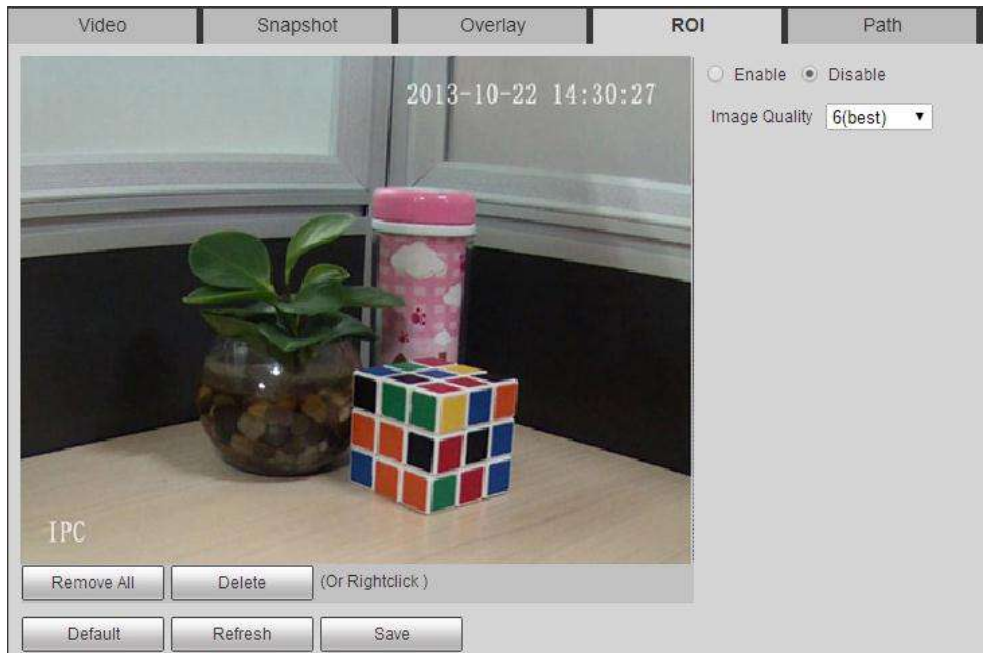 Video Snapshot Overlay ROI Path
2013-10-22 14:30:27
Enable Disable
Image Quality 6(best)
IPC
Remove All Delete (Or Rightclick )
Default Refresh Save